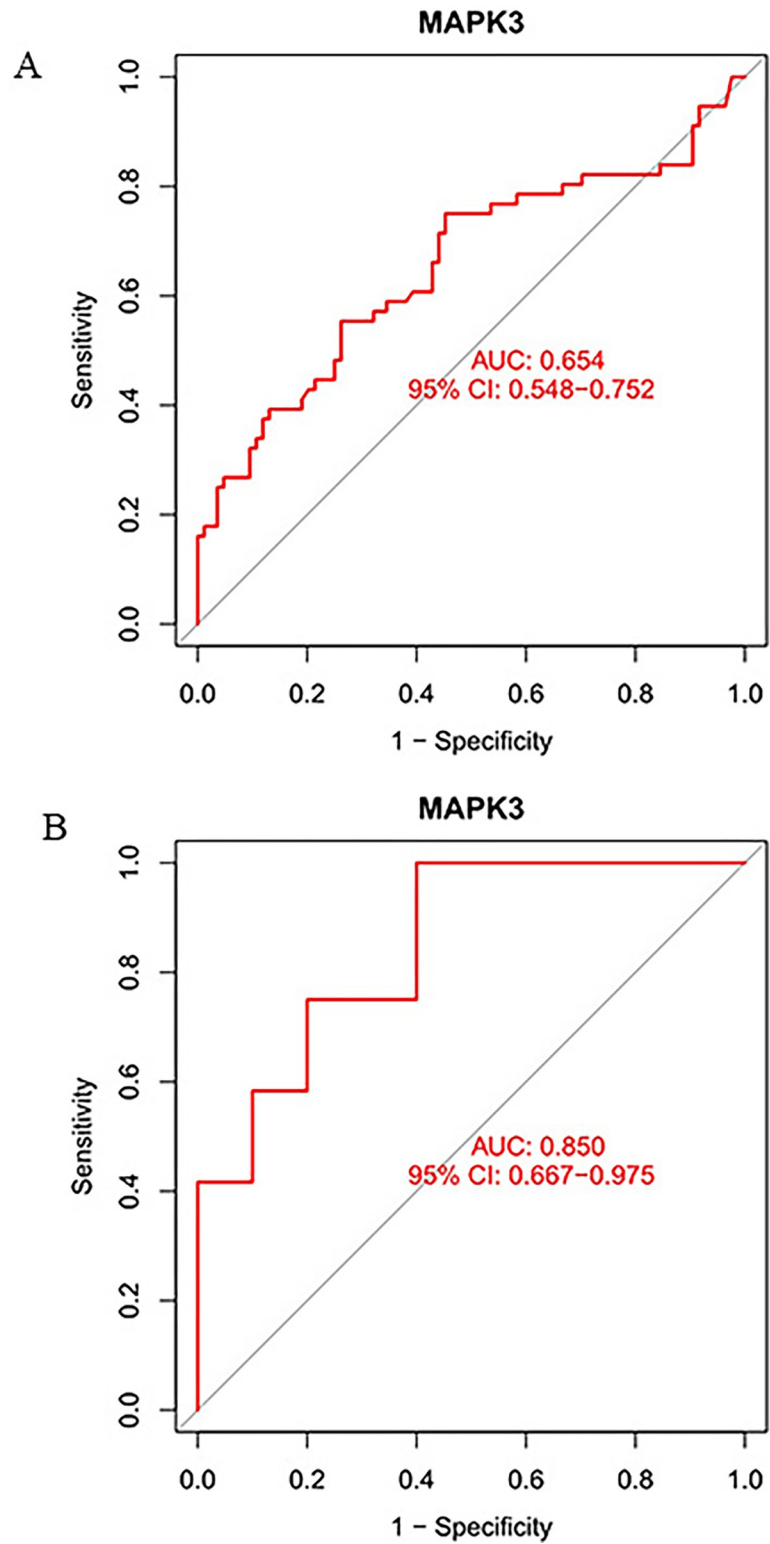 A
MAPK3
1.0
0.8
0.6
0.4
0.2
0.0
Sensitivity
AUC: 0.654
95% CI: 0.548−0.752
0.0 0.2 0.4 0.6 0.8 1.0
1 − Specificity
B
MAPK3
1.0
0.8
0.6
0.4
0.2
0.0
Sensitivity
AUC: 0.850
95% CI: 0.667−0.975
0.0 0.2 0.4 0.6 0.8 1.0
1 − Specificity